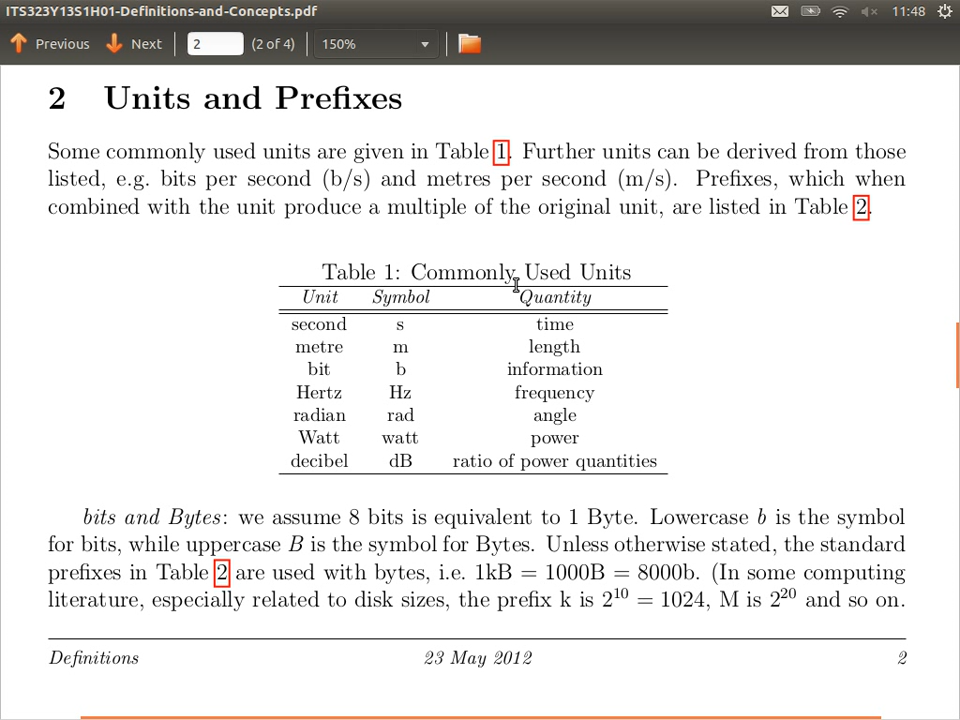 ITS323Y13S1H01-Definitions-and-Concepts.pdf 11:48
Previous Next 2 (2 of 4) 150%
2 Units and Prefixes
Some commonly used units are given in Table 1. Further units can be derived from those
listed, e.g. bits per second (b/s) and metres per second (m/s). Prefixes, which when
combined with the unit produce a multiple of the original unit, are listed in Table 2.
Table 1: Commonly Used Units
Unit Symbol Quantity
second s time
metre m length
bit b information
Hertz Hz frequency
radian rad angle
Watt watt power
decibel dB ratio of power quantities
bits and Bytes: we assume 8 bits is equivalent to 1 Byte. Lowercase b is the symbol
for bits, while uppercase B is the symbol for Bytes. Unless otherwise stated, the standard
prefixes in Table 2 are used with bytes, i.e. 1kB = 1000B = 8000b. (In some computing
literature, especially related to disk sizes, the prefix k is 2¹⁰ = 1024, M is 2²⁰ and so on.
Definitions 23 May 2012 2